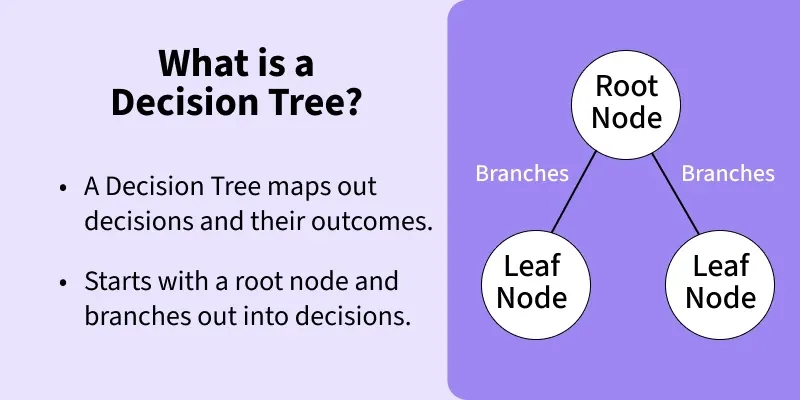 What is a
Decision Tree?
• A Decision Tree maps out
decisions and their outcomes.
• Starts with a root node and
branches out into decisions.
Root
Node
Branches
Branches
Leaf
Node
Leaf
Node